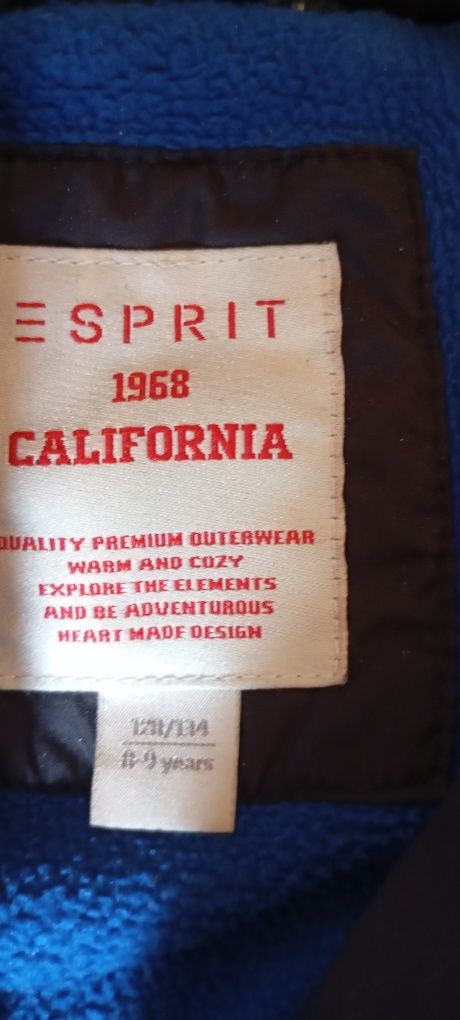 ESPRIT
1968
CALIFORNIA
QUALITY PREMIUM OUTERWEAR
WARM AND COZY
EXPLORE THE ELEMENTS
AND BE ADVENTUROUS
HEART MADE DESIGN
128/134
8-9 years